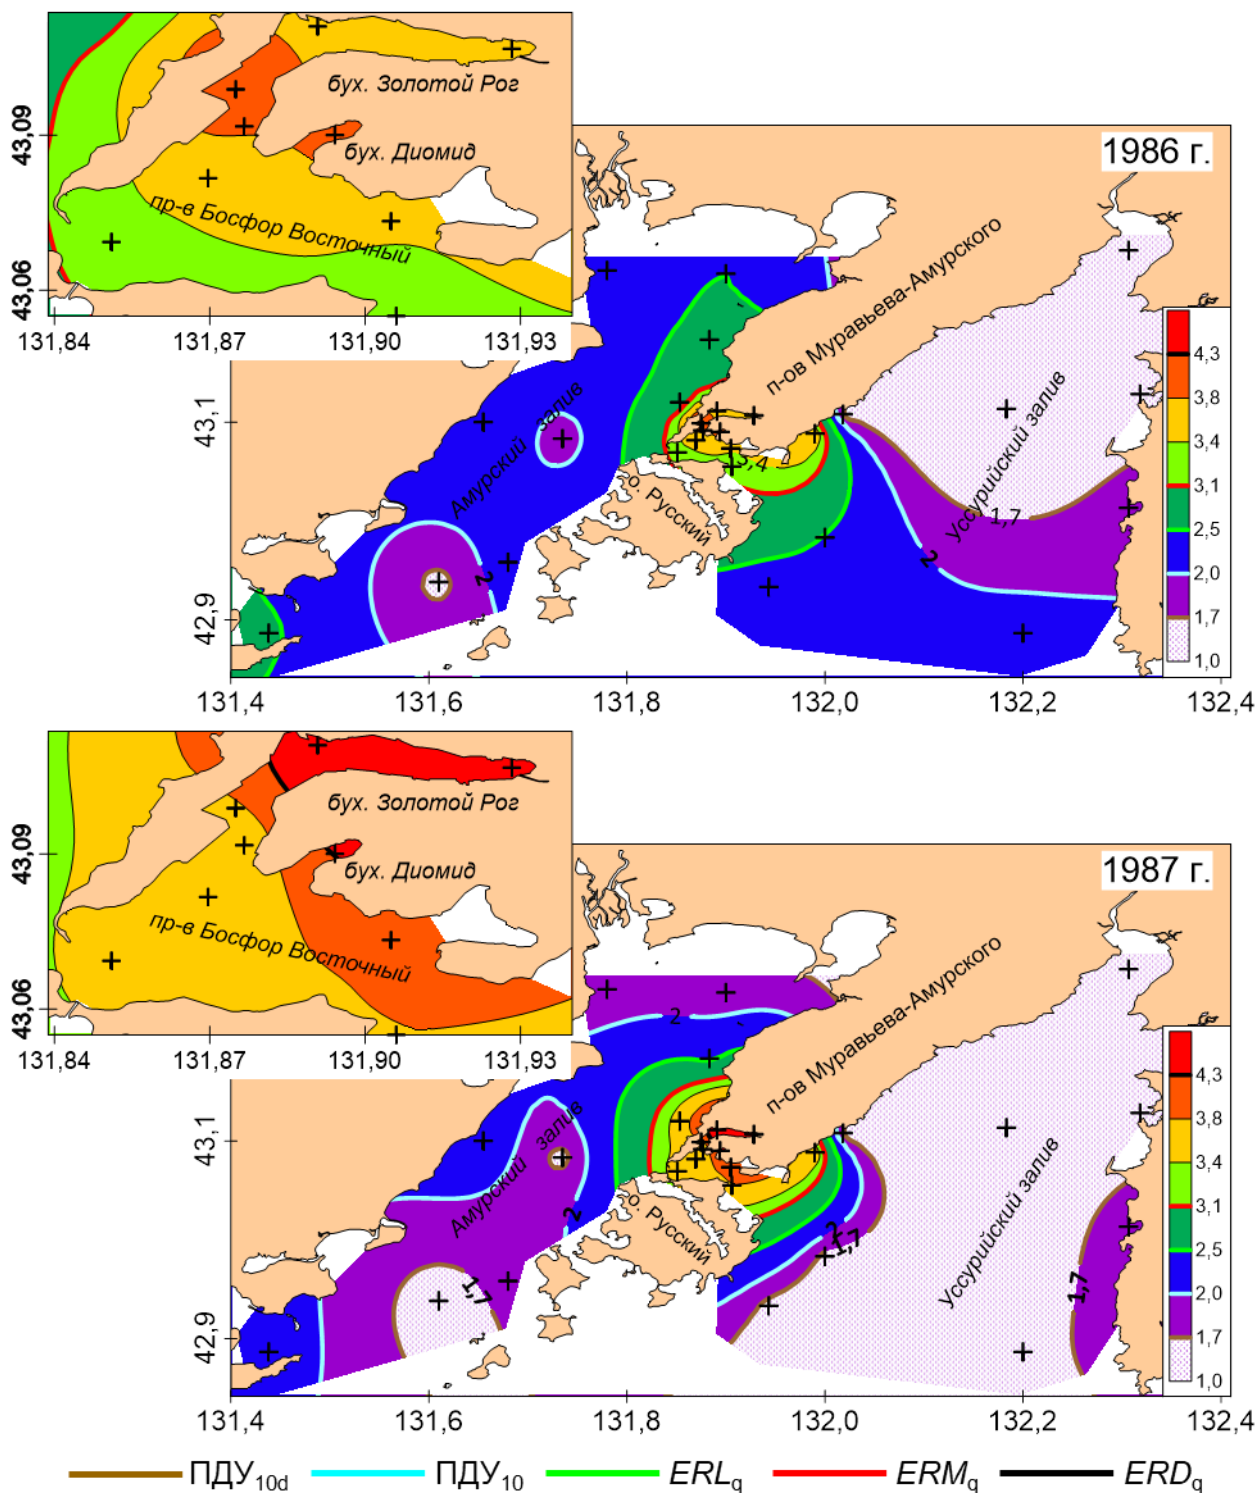 бух. Золотой Рог
43,09
бух. Диомид
1986 г.
пр-в Босфор Восточный
43,06
131,84 131,87 131,90 131,93
п-ов Муравьева-Амурского
4,3
3,8
3,4
3,1
2,5
2,0
1,7
1,0
43,1
Амурский залив
Уссурийский залив
3,4
о. Русский
1,7
2
2
42,9
131,4 131,6 131,8 132,0 132,2 132,4
бух. Золотой Рог
43,09
бух. Диомид
1987 г.
пр-в Босфор Восточный
43,06
131,84 131,87 131,90 131,93
2
п-ов Муравьева-Амурского
4,3
3,8
3,4
3,1
2,5
2,0
1,7
1,0
43,1
Амурский залив
Уссурийский залив
о. Русский
2
2
1,7
1,7
1,7
42,9
131,4 131,6 131,8 132,0 132,2 132,4
ПДУ10d ПДУ10 ERLq ERMq ERDq